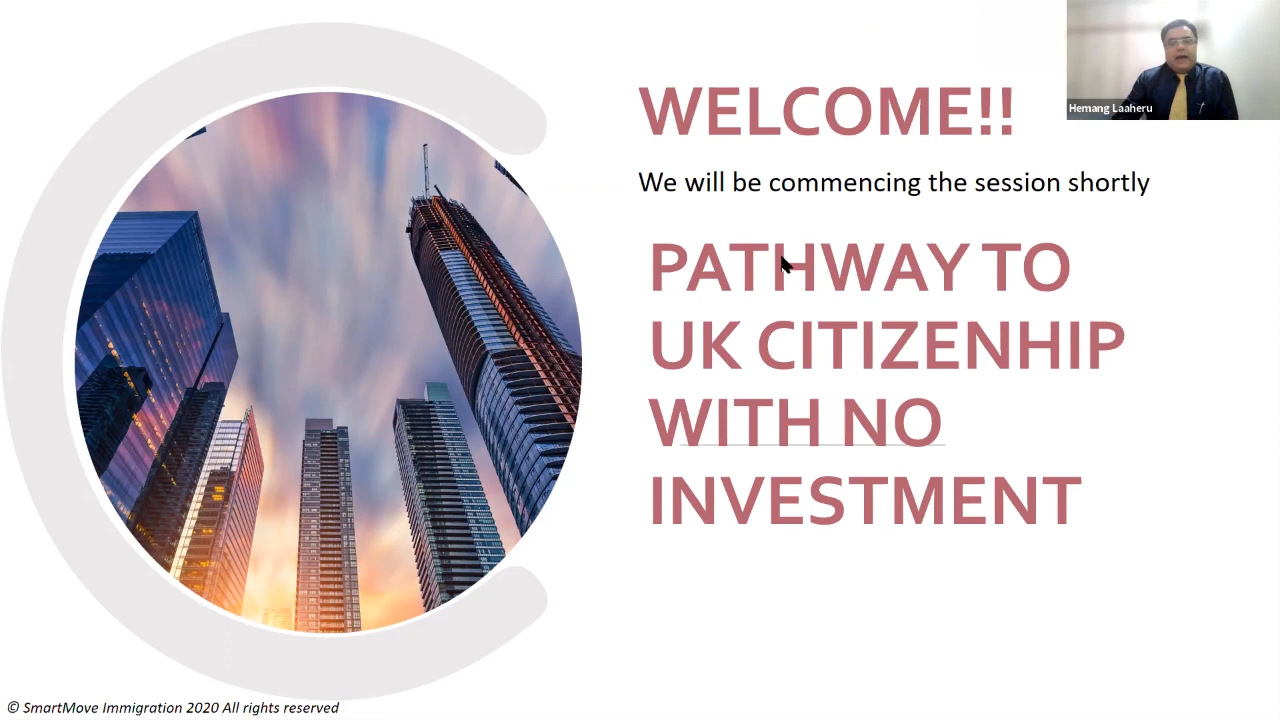 WELCOME!!
Hemang Laaheru
We will be commencing the session shortly
PATHWAY TO
UK CITIZENHIP
WITH NO
INVESTMENT
© SmartMove Immigration 2020 All rights reserved